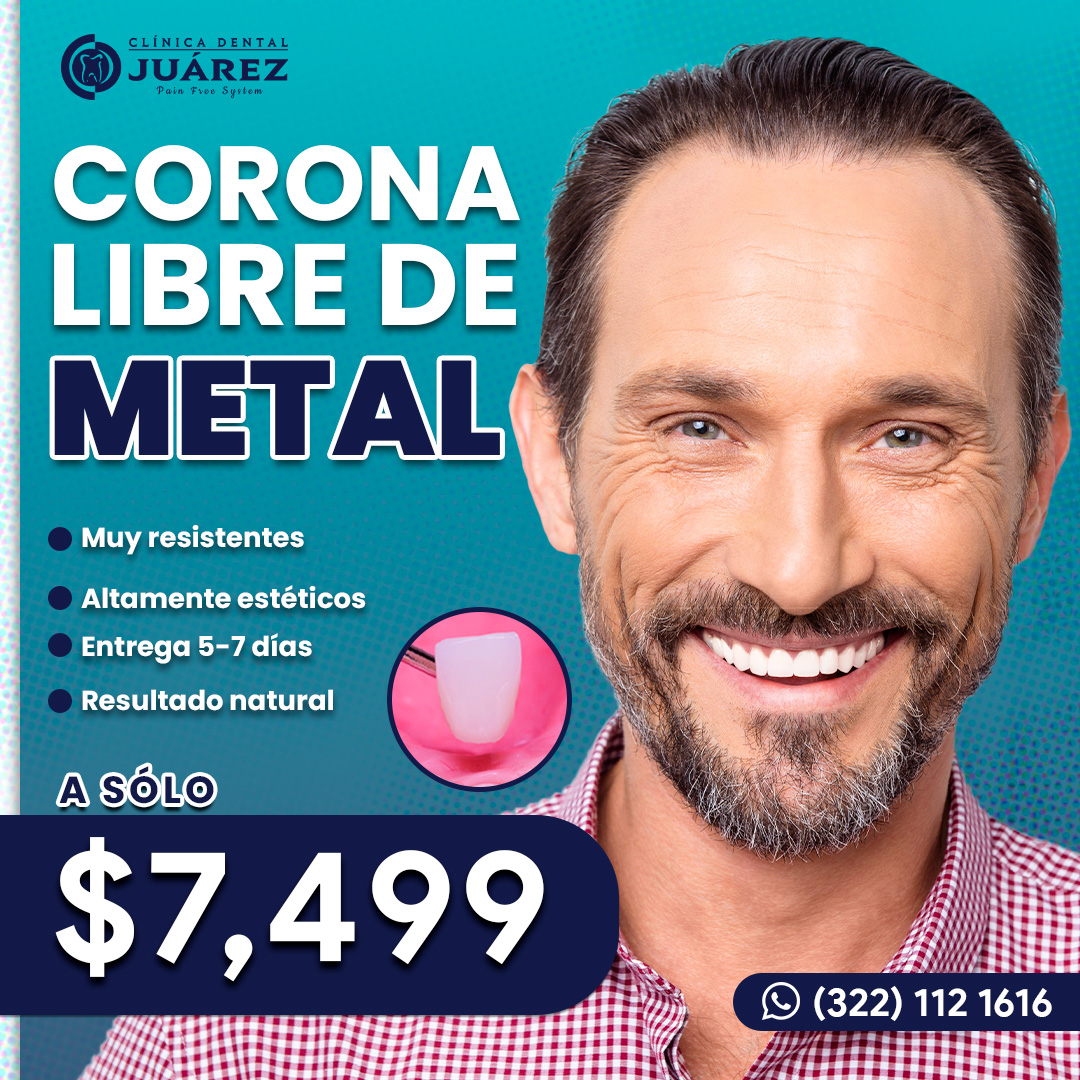 CLÍNICA DENTAL
JUÁREZ
Pain Free System
CORONA
LIBRE DE
METAL
Muy resistentes
Altamente estéticos
Entrega 5-7 días
Resultado natural
A SÓLO
$7,499
(322) 112 1616